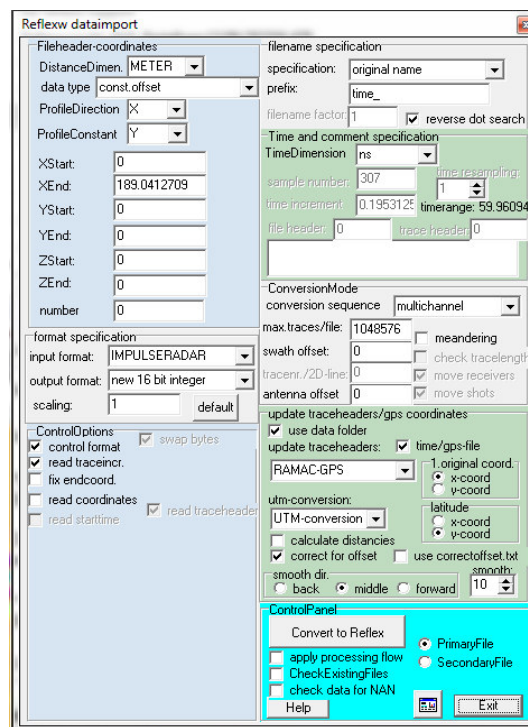 Reflexw dataimport
Fileheader-coordinates
DistanceDimen. METER
data type const.offset
ProfileDirection X
ProfileConstant Y
XStart: 0
XEnd: 189.0412709
YStart: 0
YEnd: 0
ZStart: 0
ZEnd: 0
number 0
format specification
input format: IMPULSERADAR
output format: new 16 bit integer
scaling: 1 default
ControlOptions
control format swap bytes
read traceincr.
fix endcoord.
read coordinates
read starttime read traceheader
filename specification
specification: original name
prefix: time_
filename factor: 1 reverse dot search
Time and comment specification
TimeDimension ns
sample number: 307 time resampling:
1
time increment 0.1953125 timerange: 59.96094
file header: 0 trace header: 0
ConversionMode
conversion sequence multichannel
max.traces/file: 1048576 meandering
swath offset: 0 check tracelength
tracenr./2D-line: 0 move receivers
antenna offset 0 move shots
update traceheaders/gps coordinates
use data folder
update traceheaders: time/gps-file
RAMAC-GPS
1.original coord.
x-coord
y-coord
utm-conversion:
UTM-conversion
latitude
x-coord
y-coord
calculate distancies
correct for offset use correctoffset.txt
smooth dir. smooth:
back middle forward 10
ControlPanel
Convert to Reflex
PrimaryFile
SecondaryFile
apply processing flow
CheckExistingFiles
check data for NAN
Help Exit